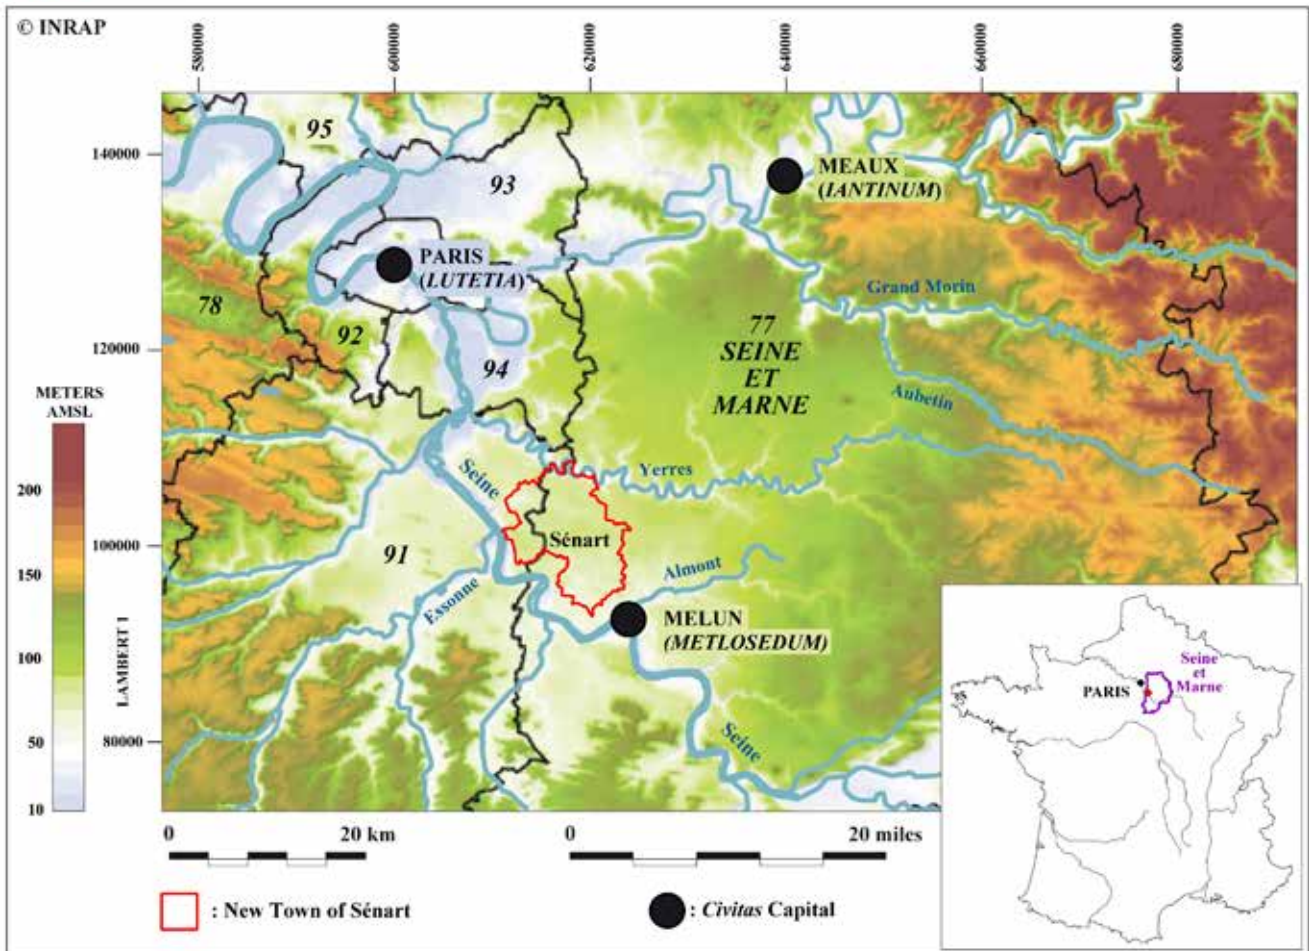 © INRAP
580000
600000
620000
640000
660000
680000
140000
120000
100000
80000
LAMBERT 1
METERS
AMSL
200
150
100
50
10
95
93
MEAUX
(IANTINUM)
PARIS
(LUTETIA)
78
92
94
77
SEINE
ET
MARNE
Grand Morin
Aubetin
Yerres
Seine
Sénart
91
Essonne
Almont
MELUN
(METLOSEDUM)
Seine
PARIS
Seine
et
Marne
0 20 km
0 20 miles
: New Town of Sénart
: Civitas Capital